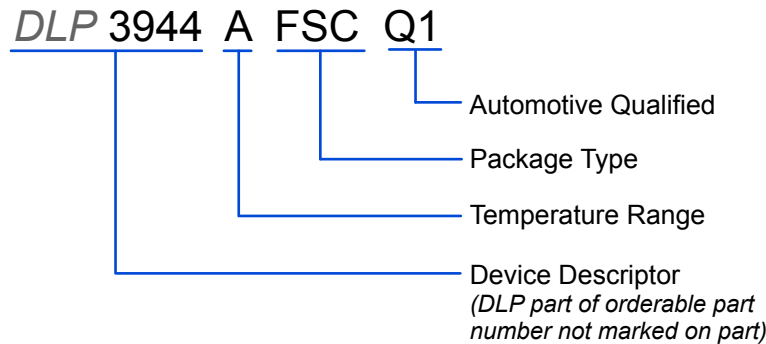 DLP 3944 A FSC Q1
Automotive Qualified
Package Type
Temperature Range
Device Descriptor
(DLP part of orderable part
number not marked on part)